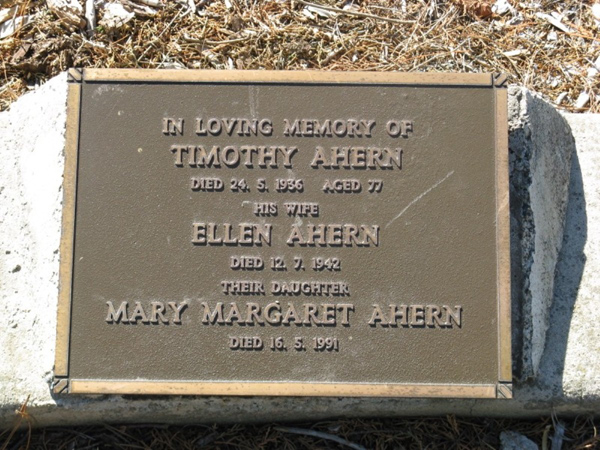 IN LOVING MEMORY OF
TIMOTHY AHERN
DIED 24. 5. 1936 AGED 77
HIS WIFE
ELLEN AHERN
DIED 12. 7. 1942
THEIR DAUGHTER
MARY MARGARET AHERN
DIED 16. 5. 1991